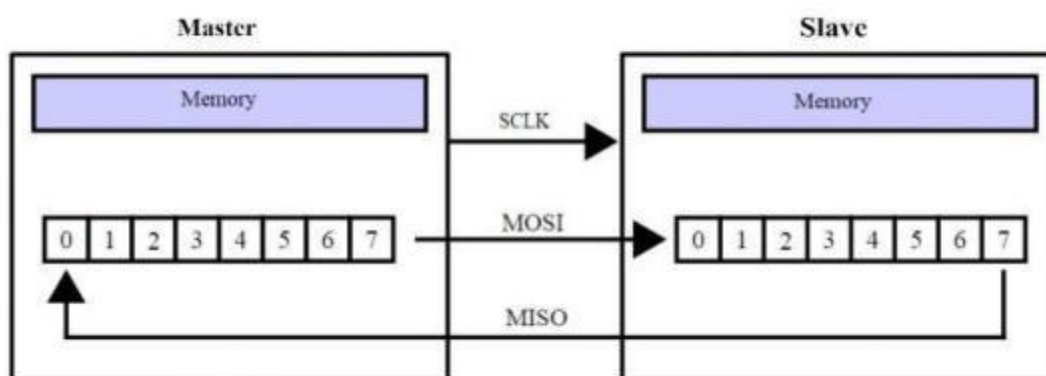 Master
Slave
Memory
Memory
SCLK
0 1 2 3 4 5 6 7
MOSI
0 1 2 3 4 5 6 7
MISO